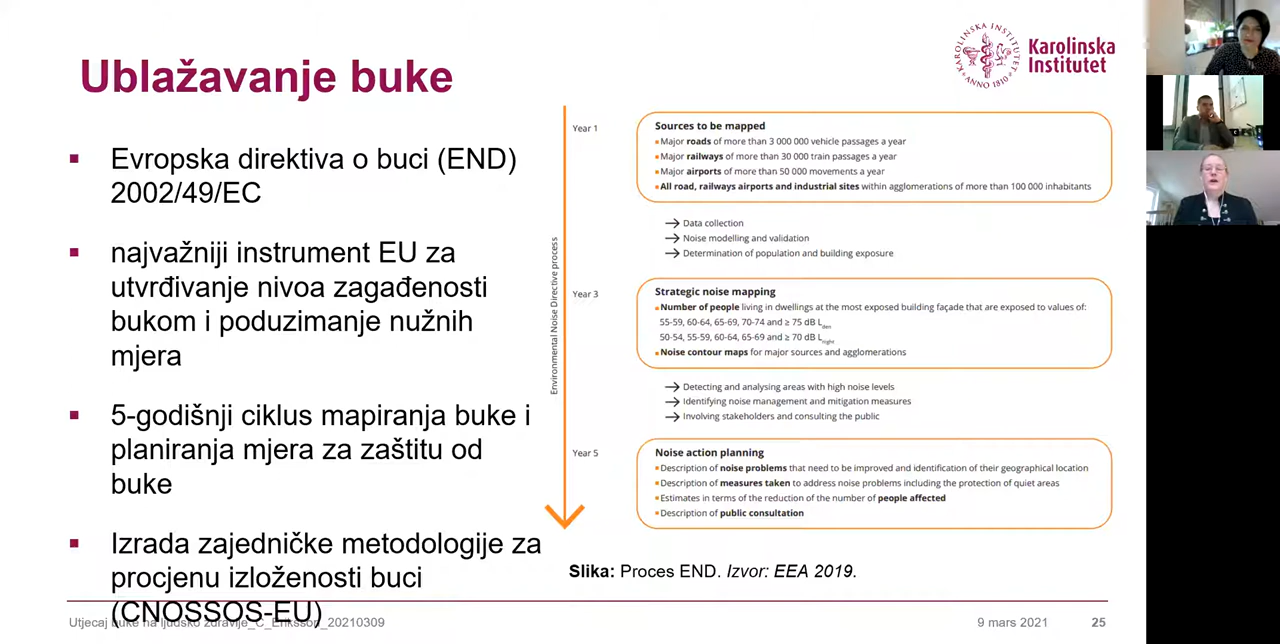 Ublažavanje buke
KAROLINSKA INSTITUTET
ANNO 1810
Karolinska
Institutet
Evropska direktiva o buci (END)
2002/49/EC
najvažniji instrument EU za
utvrđivanje nivoa zagađenosti
bukom i poduzimanje nužnih
mjera
5-godišnji ciklus mapiranja buke i
planiranja mjera za zaštitu od
buke
Izrada zajedničke metodologije za
procjenu izloženosti buci
(CNOSSOS-EU)
Environmental Noise Directive process
Year 1
Sources to be mapped
Major roads of more than 3 000 000 vehicle passages a year
Major railways of more than 30 000 train passages a year
Major airports of more than 50 000 movements a year
All road, railways airports and industrial sites within agglomerations of more than 100 000 inhabitants
Data collection
Noise modelling and validation
Determination of population and building exposure
Year 3
Strategic noise mapping
Number of people living in dwellings at the most exposed building façade that are exposed to values of:
55-59, 60-64, 65-69, 70-74 and ≥ 75 dB Lden
50-54, 55-59, 60-64, 65-69 and ≥ 70 dB Lnight
Noise contour maps for major sources and agglomerations
Detecting and analysing areas with high noise levels
Identifying noise management and mitigation measures
Involving stakeholders and consulting the public
Year 5
Noise action planning
Description of noise problems that need to be improved and identification of their geographical location
Description of measures taken to address noise problems including the protection of quiet areas
Estimates in terms of the reduction of the number of people affected
Description of public consultation
Slika: Proces END. Izvor: EEA 2019.
Utjecaj buke na ljudsko zdravlje_C_Eriksson_20210309
9 mars 2021
25